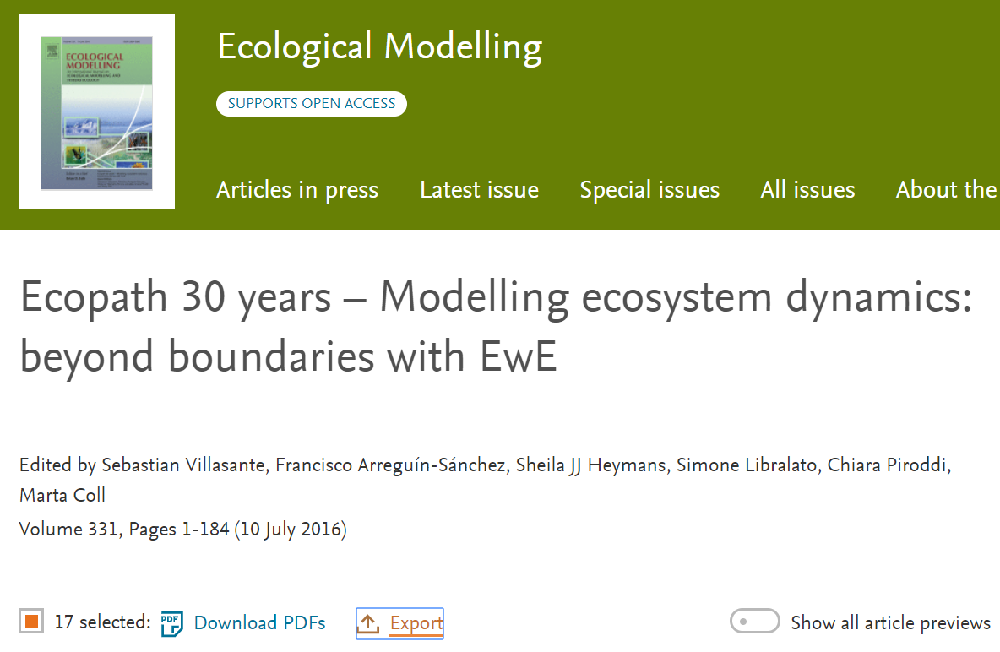 ECOLOGICAL
MODELLING
Ecological Modelling
SUPPORTS OPEN ACCESS
Articles in press Latest issue Special issues All issues About the
Ecopath 30 years – Modelling ecosystem dynamics:
beyond boundaries with EwE
Edited by Sebastian Villasante, Francisco Arreguín-Sánchez, Sheila JJ Heymans, Simone Libralato, Chiara Piroddi,
Marta Coll
Volume 331, Pages 1-184 (10 July 2016)
17 selected: PDF Download PDFs Export Show all article previews